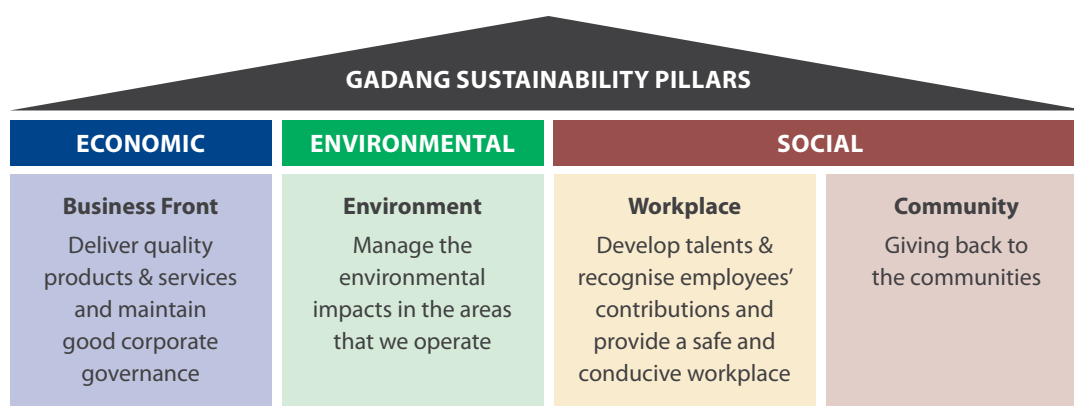 GADANG SUSTAINABILITY PILLARS
ECONOMIC
ENVIRONMENTAL
SOCIAL
Business Front
Deliver quality
products & services
and maintain
good corporate
governance
Environment
Manage the
environmental
impacts in the areas
that we operate
Workplace
Develop talents &
recognise employees’
contributions and
provide a safe and
conducive workplace
Community
Giving back to
the communities